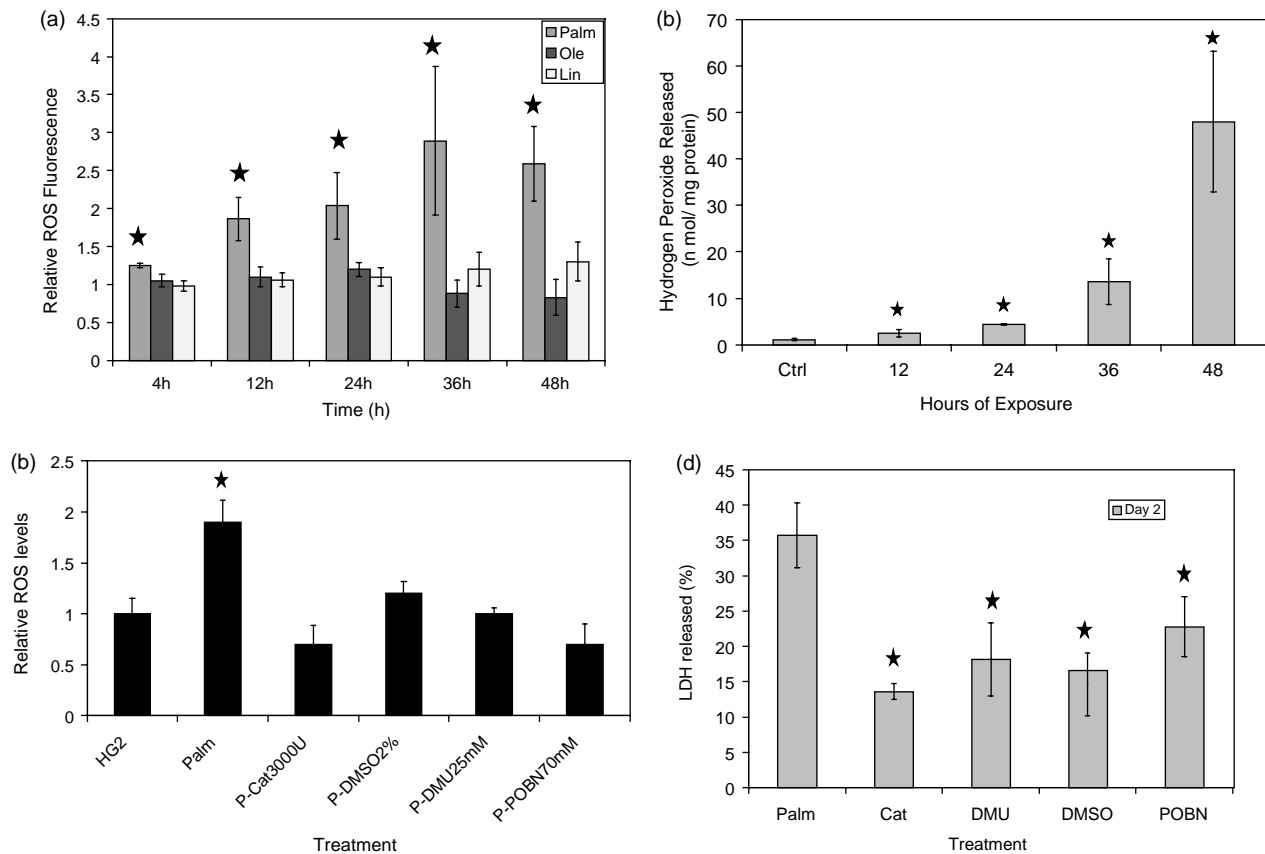 (a)
4.5
4
3.5
3
2.5
2
1.5
1
0.5
0
Relative ROS Fluorescence
Palm
Ole
Lin
4h 12h 24h 36h 48h
Time (h)
(b)
70
60
50
40
30
20
10
0
Hydrogen Peroxide Released
(n mol/ mg protein)
Ctrl 12 24 36 48
Hours of Exposure
(b)
2.5
2
1.5
1
0.5
0
Relative ROS levels
HG2 Palm P-Cat3000U P-DMSO2% P-DMU25mM P-POBN70mM
Treatment
(d)
45
40
35
30
25
20
15
10
5
0
LDH released (%)
Day 2
Palm Cat DMU DMSO POBN
Treatment